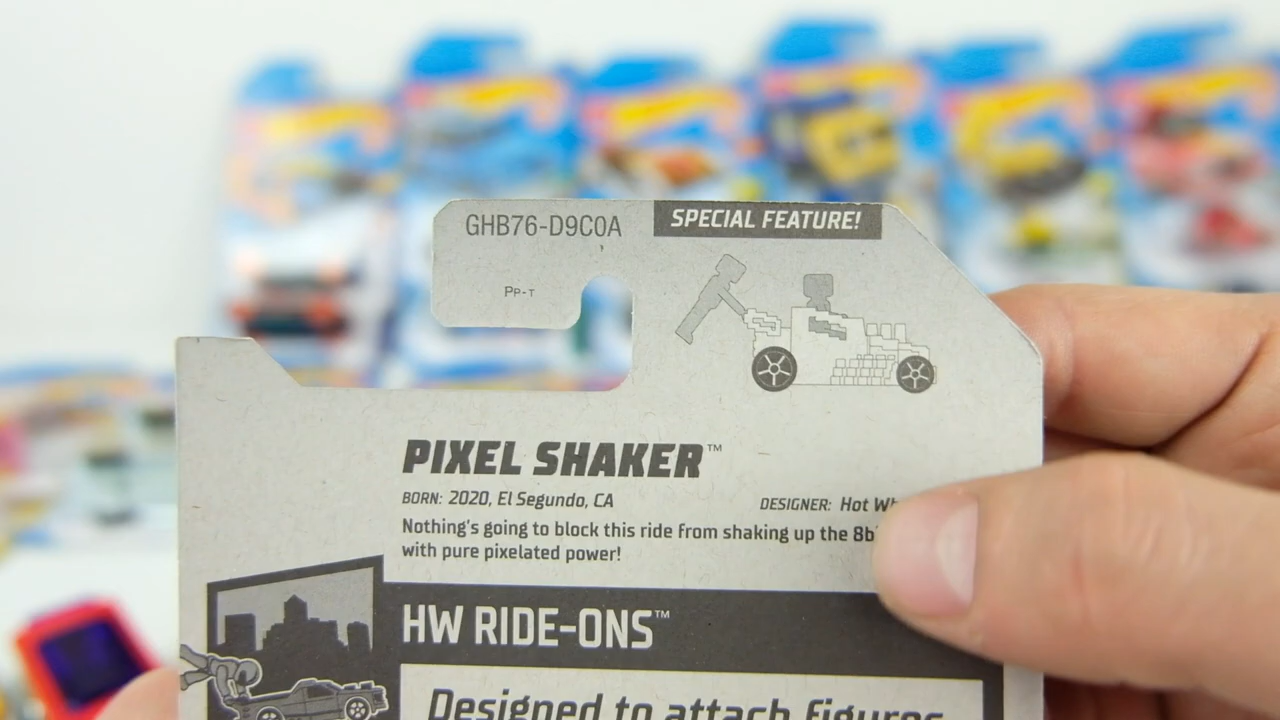 GHB76-D9C0A
SPECIAL FEATURE!
PP-T
PIXEL SHAKER™
BORN: 2020, El Segundo, CA
DESIGNER: Hot
Nothing's going to block this ride from shaking up the
with pure pixelated power!
HW RIDE-ONS™
Designed to attach figures